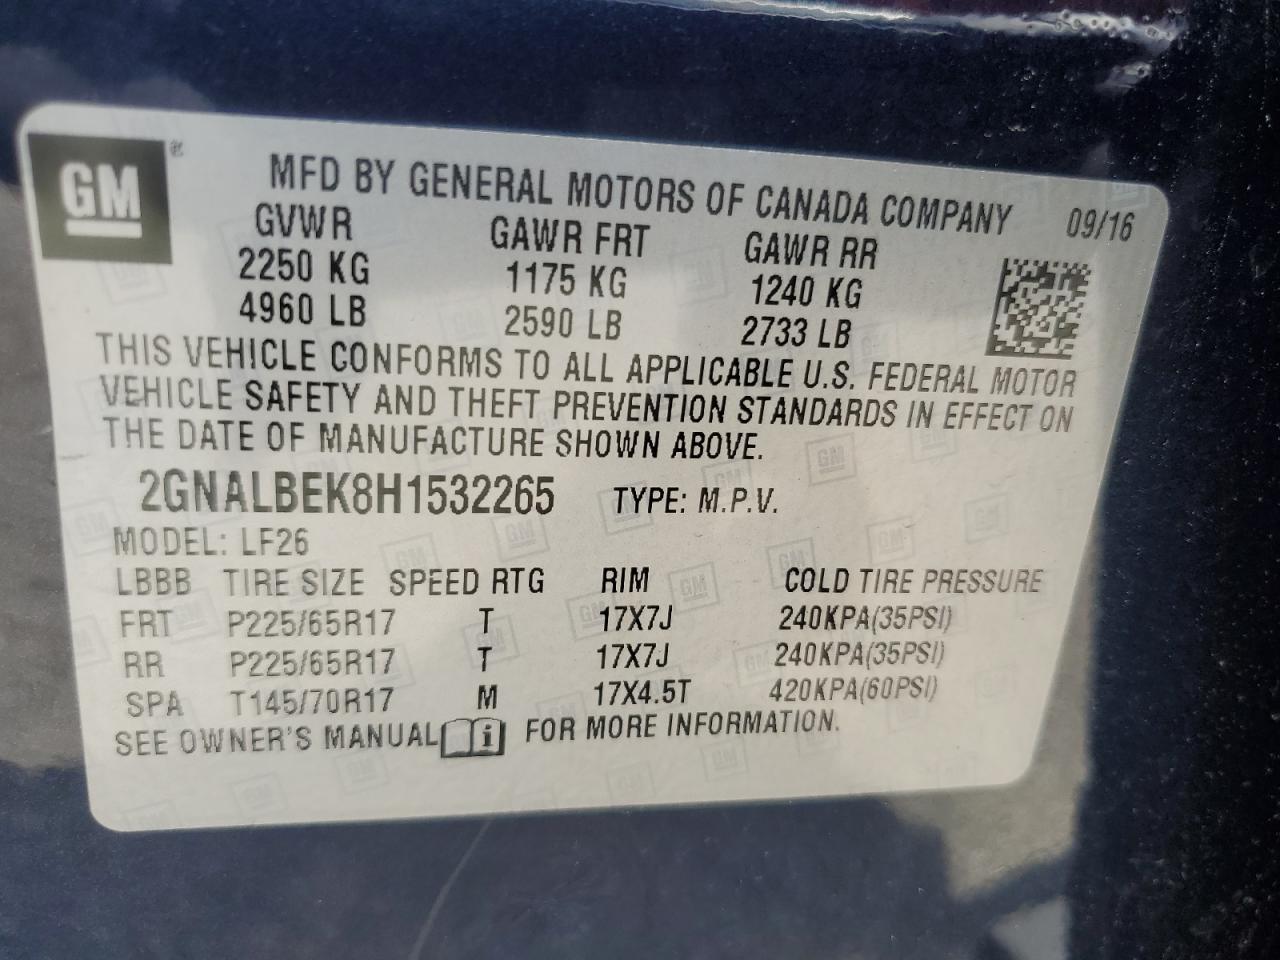 GM ®
MFD BY GENERAL MOTORS OF CANADA COMPANY 09/16
GVWR GAWR FRT GAWR RR
2250 KG 1175 KG 1240 KG
4960 LB 2590 LB 2733 LB
THIS VEHICLE CONFORMS TO ALL APPLICABLE U.S. FEDERAL MOTOR
VEHICLE SAFETY AND THEFT PREVENTION STANDARDS IN EFFECT ON
THE DATE OF MANUFACTURE SHOWN ABOVE.
2GNALBEK8H1532265 TYPE: M.P.V.
MODEL: LF26
LBBB TIRE SIZE SPEED RTG RIM COLD TIRE PRESSURE
FRT P225/65R17 T 17X7J 240KPA(35PSI)
RR P225/65R17 T 17X7J 240KPA(35PSI)
SPA T145/70R17 M 17X4.5T 420KPA(60PSI)
SEE OWNER'S MANUAL i FOR MORE INFORMATION.